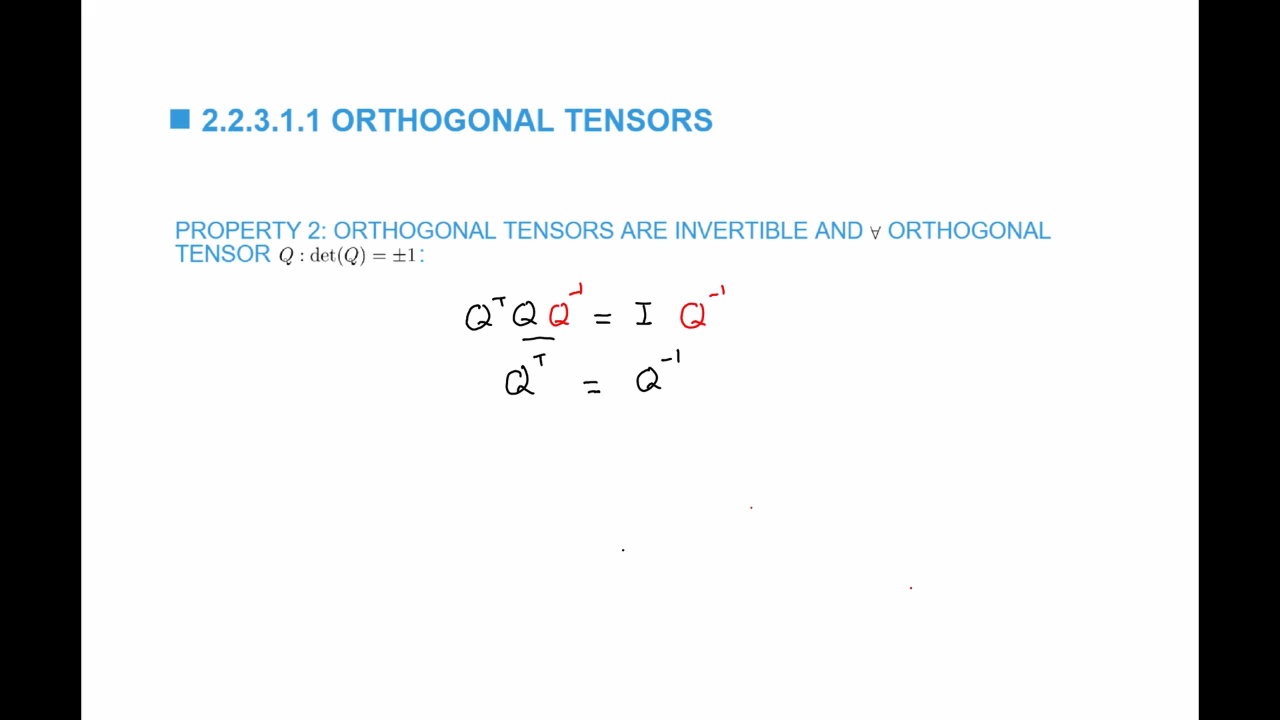 2.2.3.1.1 ORTHOGONAL TENSORS
PROPERTY 2: ORTHOGONAL TENSORS ARE INVERTIBLE AND ∀ ORTHOGONAL
TENSOR Q : det(Q) = ±1:
Qᵀ Q Q⁻¹ = I Q⁻¹
Qᵀ = Q⁻¹